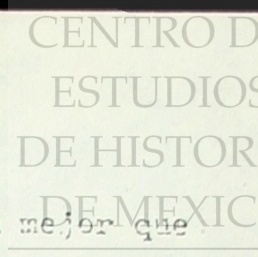 CENTRO D
ESTUDIOS
DE HISTOR
DE MEXIC
mejor que